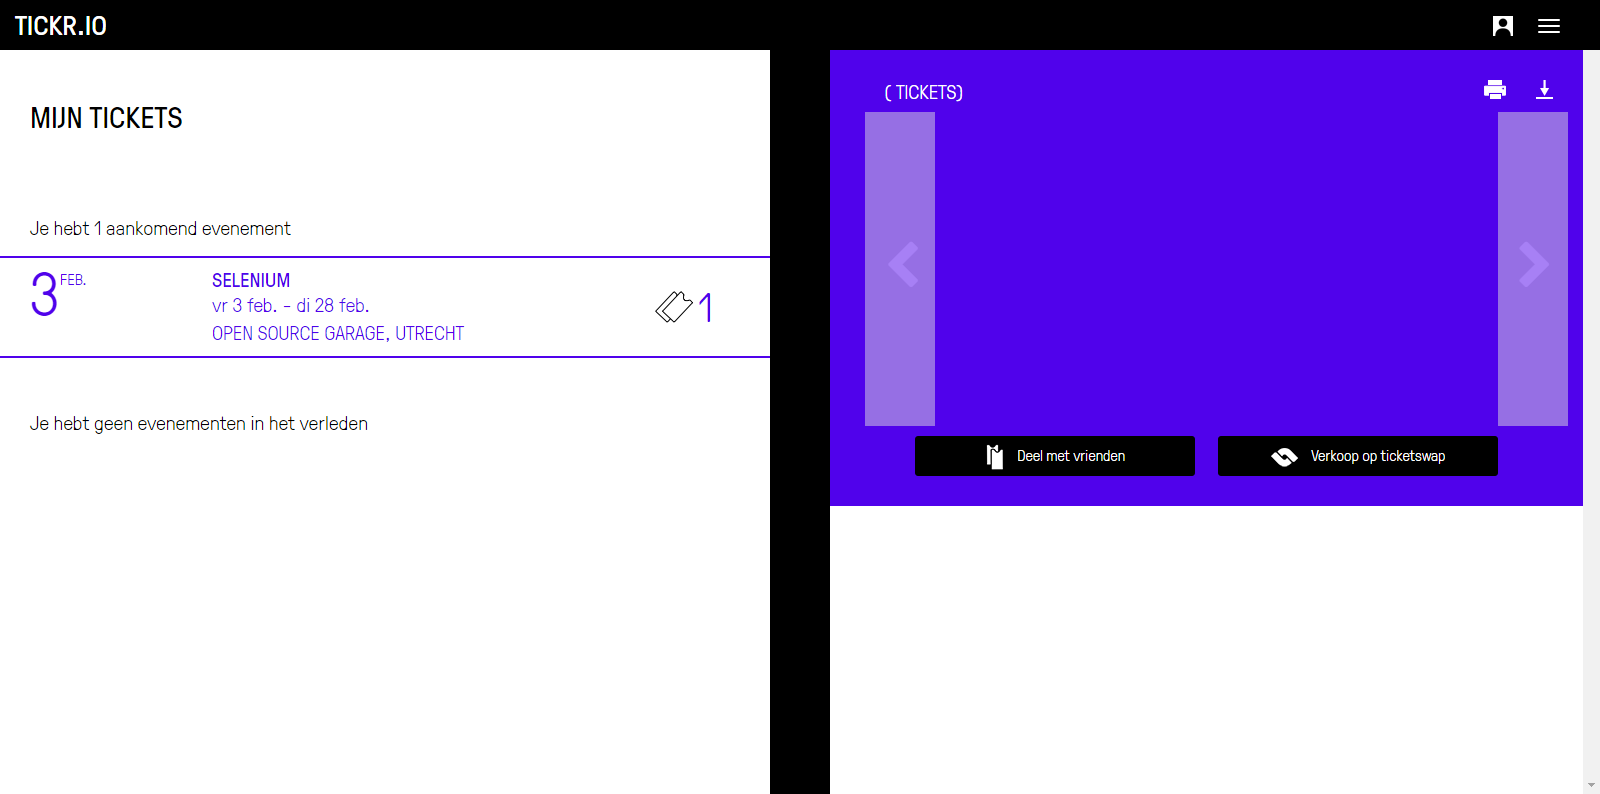 TICKR.IO
MIJN TICKETS
Je hebt 1 aankomend evenement
3 FEB.
SELENIUM
vr 3 feb. - di 28 feb.
OPEN SOURCE GARAGE, UTRECHT
1
Je hebt geen evenementen in het verleden
( TICKETS)
Deel met vrienden
Verkoop op ticketswap